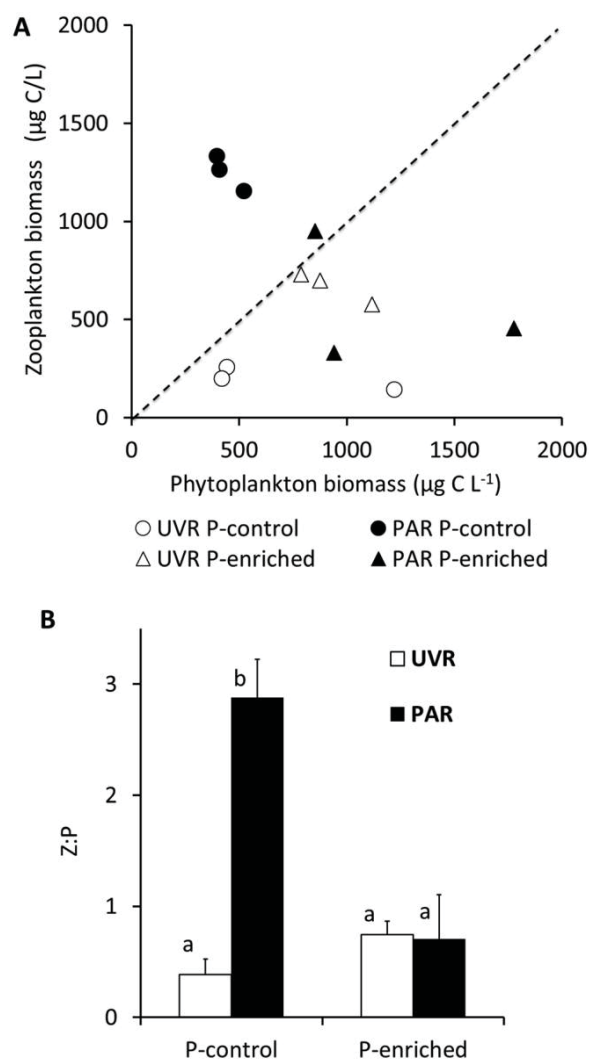 A
2000
1500
1000
500
0
Zooplankton biomass (µg C/L)
0 500 1000 1500 2000
Phytoplankton biomass (µg C L⁻¹)
UVR P-control PAR P-control
UVR P-enriched PAR P-enriched
B
3
2
1
0
Z:P
UVR
PAR
a b a a
P-control P-enriched